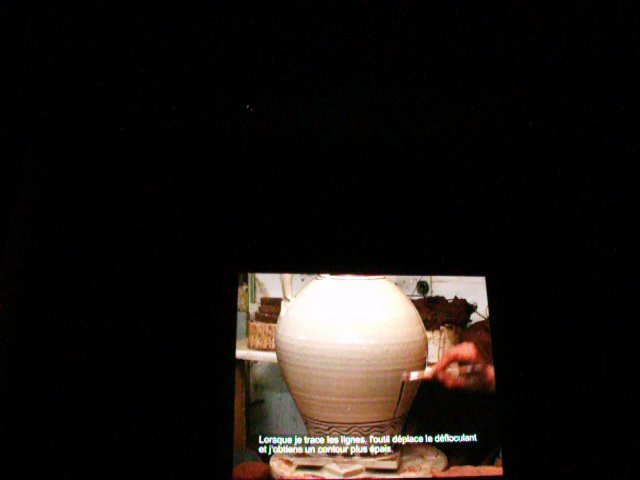 Lorsque je trace les lignes, l'outil déplace le défloculant
et j'obtiens un contour plus épais.